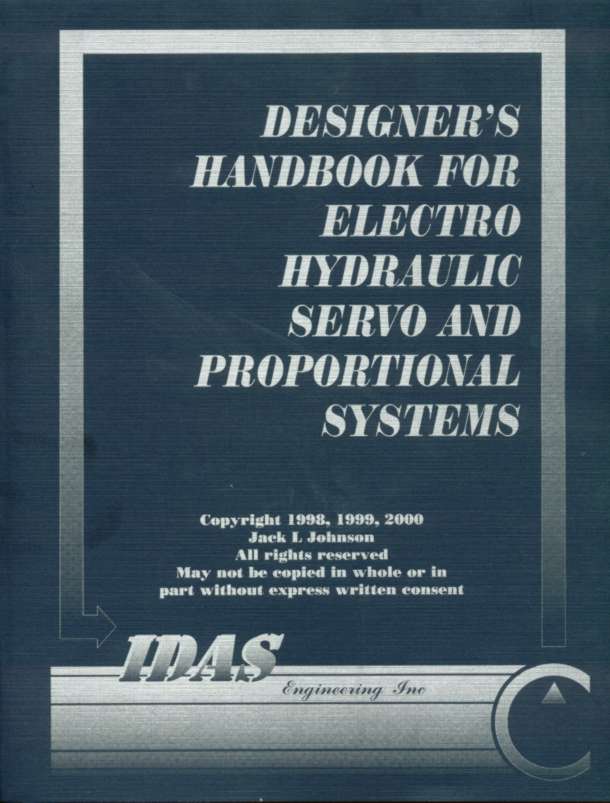 DESIGNER'S
HANDBOOK FOR
ELECTRO
HYDRAULIC
SERVO AND
PROPORTIONAL
SYSTEMS
Copyright 1998, 1999, 2000
Jack L Johnson
All rights reserved
May not be copied in whole or in
part without express written consent
IDAS
Engineering Inc